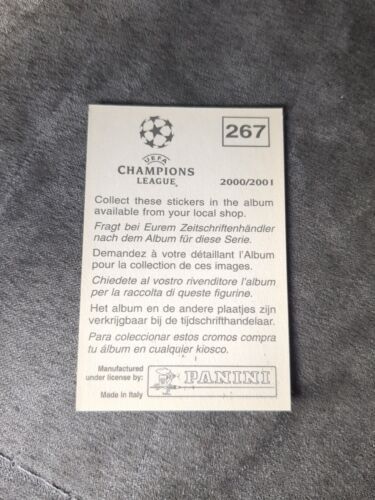 267
UEFA
CHAMPIONS
LEAGUE
2000/2001
Collect these stickers in the album
available from your local shop.
Fragt bei Eurem Zeitschriftenhändler
nach dem Album für diese Serie.
Demandez à votre détaillant l'Album
pour la collection de ces images.
Chiedete al vostro rivenditore l'album
per la raccolta di queste figurine.
Het album en de andere plaatjes zijn
verkrijgbaar bij de tijdschrifthandelaar.
Para coleccionar estos cromos compra
tu álbum en cualquier kiosco.
Manufactured
under license by:
PANINI
Made in Italy